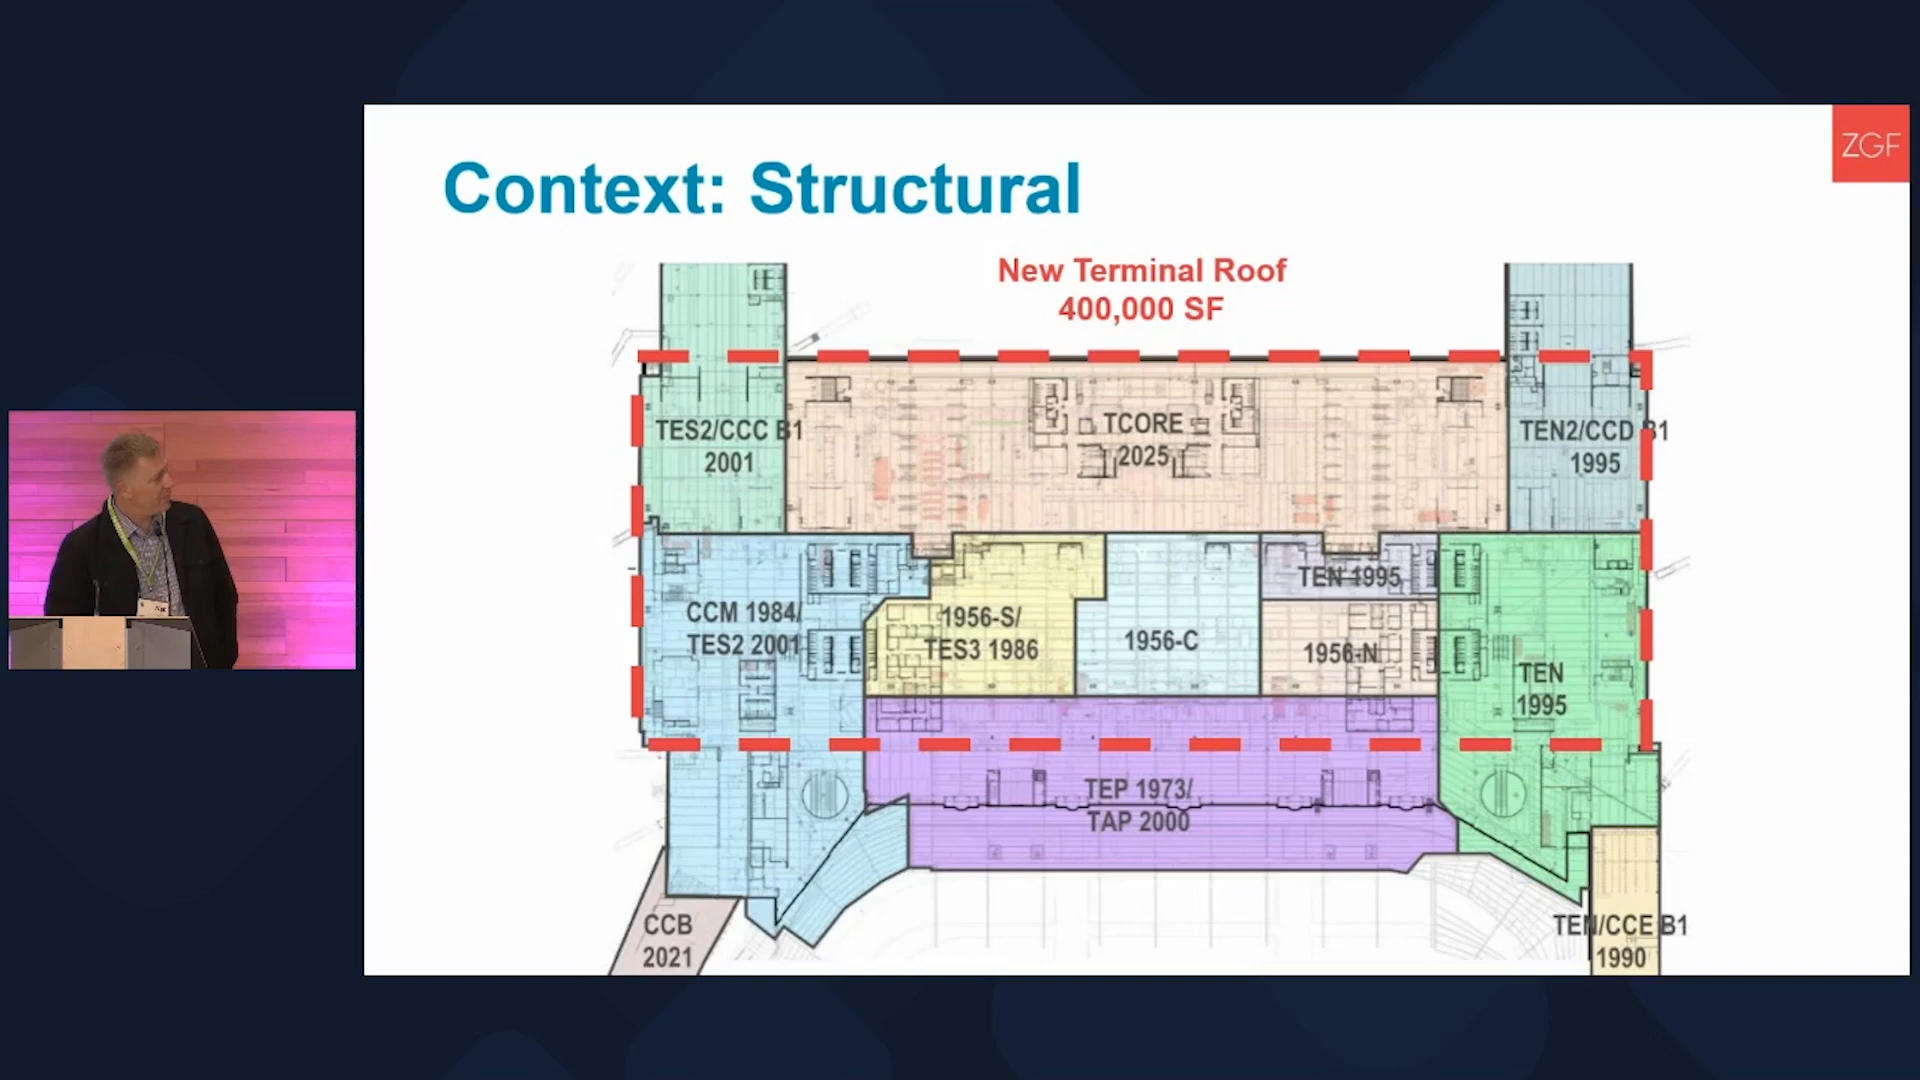 ZGF
Context: Structural
New Terminal Roof
400,000 SF
TES2/CCC B1
2001
TCORE
2025
TEN2/CCD B1
1995
CCM 1984/
TES2 2001
1956-S/
TES3 1986
1956-C
TEN 1995
1956-N
TEN
1995
TEP 1973/
TAP 2000
CCB
2021
TEN/CCE B1
1990